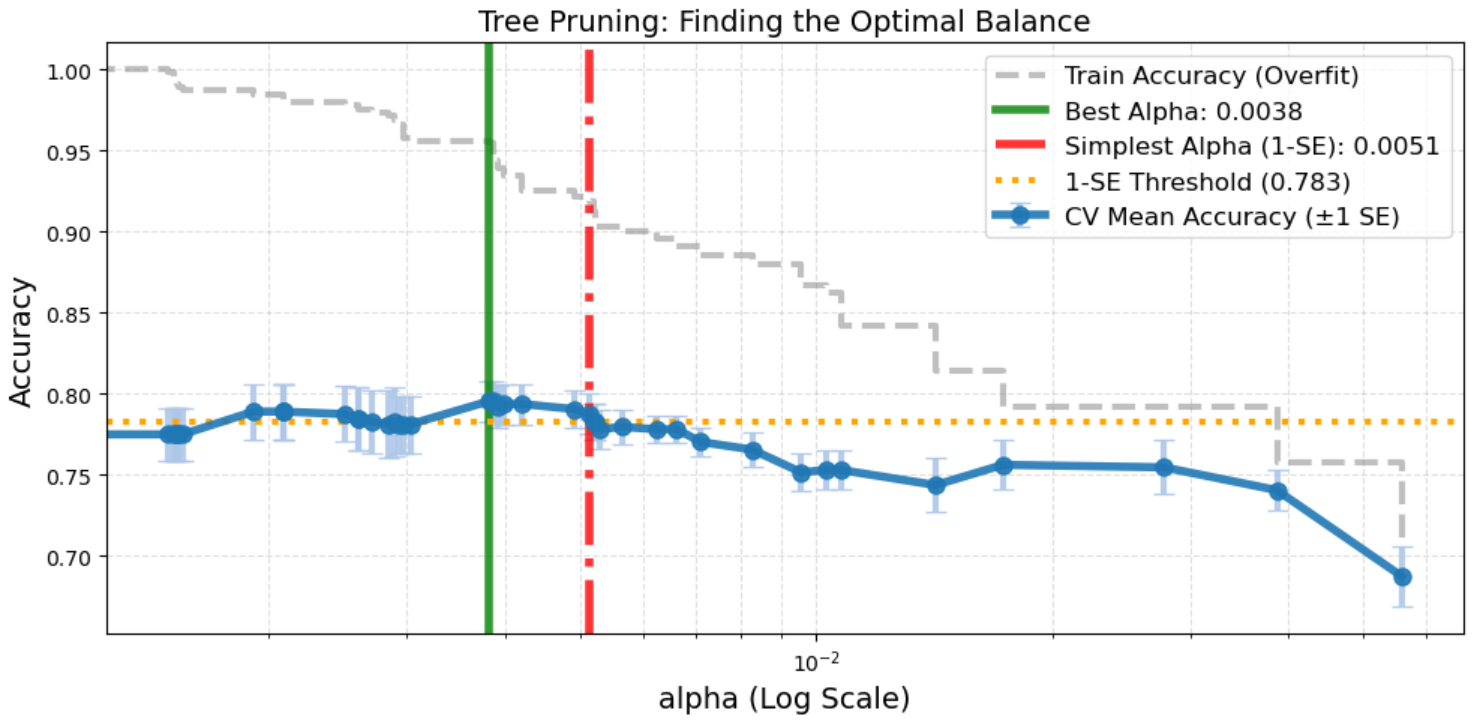 Tree Pruning: Finding the Optimal Balance
Train Accuracy (Overfit)
Best Alpha: 0.0038
Simplest Alpha (1-SE): 0.0051
1-SE Threshold (0.783)
CV Mean Accuracy (±1 SE)
Accuracy
1.00
0.95
0.90
0.85
0.80
0.75
0.70
10⁻²
alpha (Log Scale)